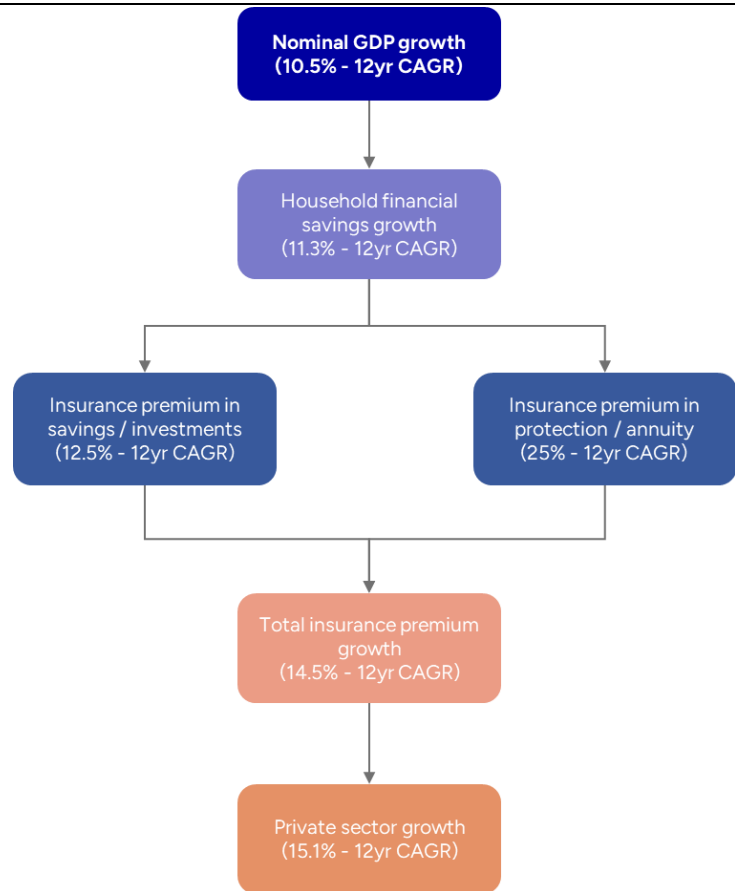 Nominal GDP growth
(10.5% - 12yr CAGR)
Household financial
savings growth
(11.3% - 12yr CAGR)
Insurance premium in
savings / investments
(12.5% - 12yr CAGR)
Insurance premium in
protection / annuity
(25% - 12yr CAGR)
Total insurance premium
growth
(14.5% - 12yr CAGR)
Private sector growth
(15.1% - 12yr CAGR)